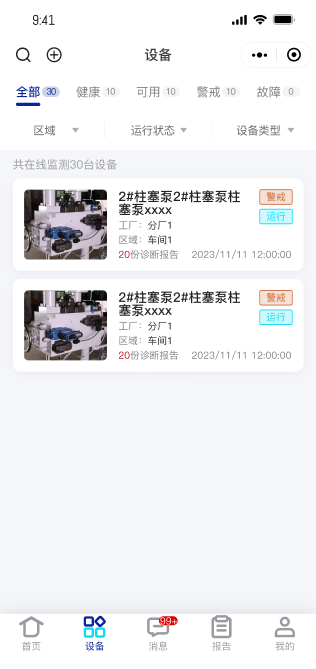 9:41
设备
全部 30 健康 10 可用 10 警戒 10 故障 0
区域 运行状态 设备类型
共在线监测30台设备
2#柱塞泵2#柱塞泵柱 警戒
塞泵xxxx 运行
工厂：分厂1
区域：车间1
20份诊断报告 2023/11/11 12:00:00
2#柱塞泵2#柱塞泵柱 警戒
塞泵xxxx 运行
工厂：分厂1
区域：车间1
20份诊断报告 2023/11/11 12:00:00
99+
首页 设备 消息 报告 我的